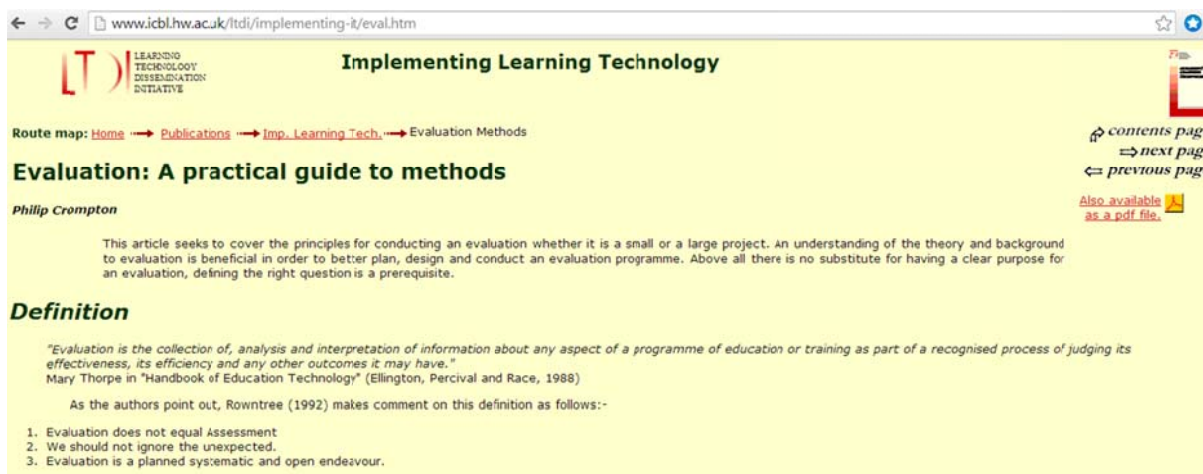 www.icbl.hw.ac.uk/ltdi/implementing-it/eval.htm
LTDI
LEARNING
TECHNOLOGY
DISSEMINATION
INITIATIVE
Implementing Learning Technology
Route map: Home Publications Imp. Learning Tech. Evaluation Methods
contents pag
next pag
previous pag
Evaluation: A practical guide to methods
Also available
as a pdf file.
Philip Crompton
This article seeks to cover the principles for conducting an evaluation whether it is a small or a large project. An understanding of the theory and background
to evaluation is beneficial in order to better plan, design and conduct an evaluation programme. Above all there is no substitute for having a clear purpose for
an evaluation, defining the right question is a prerequisite.
Definition
"Evaluation is the collection of, analysis and interpretation of information about any aspect of a programme of education or training as part of a recognised process of judging its
effectiveness, its efficiency and any other outcomes it may have."
Mary Thorpe in "Handbook of Education Technology" (Ellington, Percival and Race, 1988)
As the authors point out, Rowntree (1992) makes comment on this definition as follows:-
1. Evaluation does not equal Assessment
2. We should not ignore the unexpected.
3. Evaluation is a planned systematic and open endeavour.